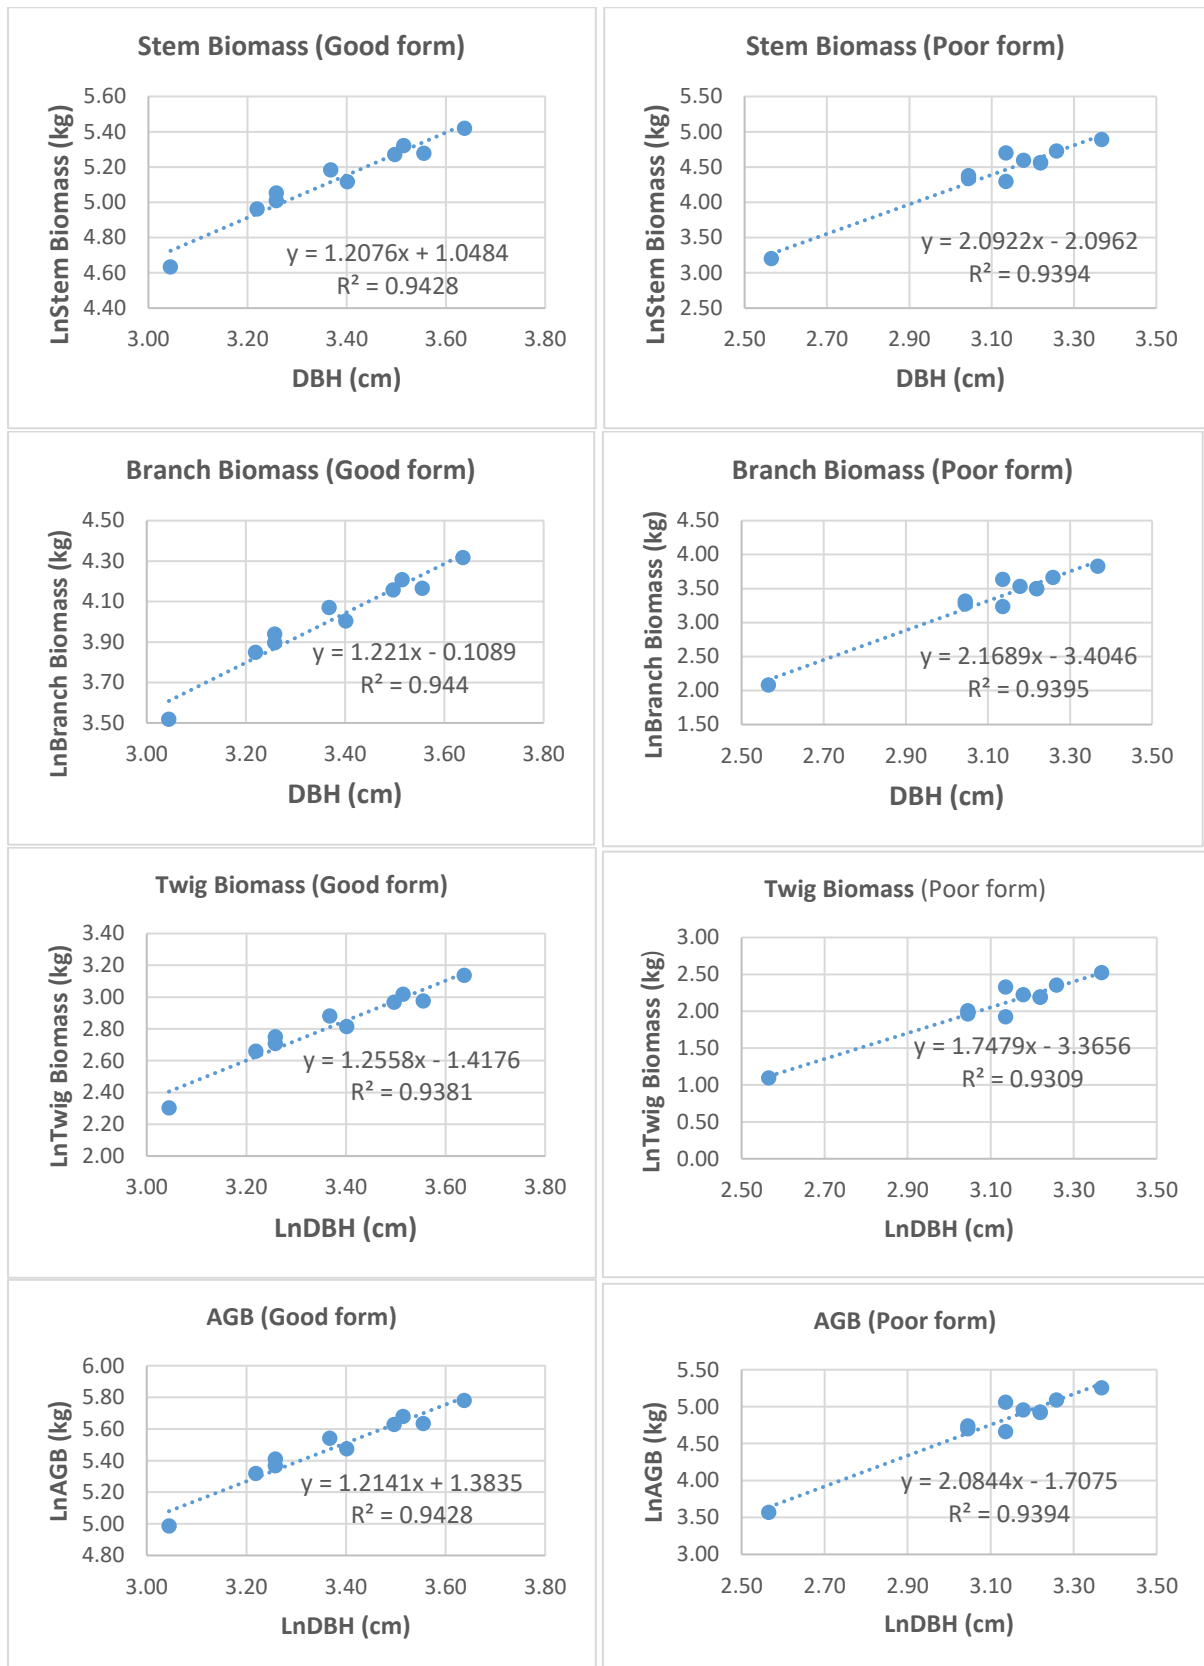 Stem Biomass (Good form)
LnStem Biomass (kg)
5.60
5.40
5.20
5.00
4.80
4.60
4.40
y = 1.2076x + 1.0484
R² = 0.9428
3.00 3.20 3.40 3.60 3.80
DBH (cm)
Stem Biomass (Poor form)
LnStem Biomass (kg)
5.50
5.00
4.50
4.00
3.50
3.00
2.50
y = 2.0922x - 2.0962
R² = 0.9394
2.50 2.70 2.90 3.10 3.30 3.50
DBH (cm)
Branch Biomass (Good form)
LnBranch Biomass (kg)
4.50
4.30
4.10
3.90
3.70
3.50
y = 1.221x - 0.1089
R² = 0.944
3.00 3.20 3.40 3.60 3.80
DBH (cm)
Branch Biomass (Poor form)
LnBranch Biomass (kg)
4.50
4.00
3.50
3.00
2.50
2.00
1.50
y = 2.1689x - 3.4046
R² = 0.9395
2.50 2.70 2.90 3.10 3.30 3.50
DBH (cm)
Twig Biomass (Good form)
LnTwig Biomass (kg)
3.40
3.20
3.00
2.80
2.60
2.40
2.20
2.00
y = 1.2558x - 1.4176
R² = 0.9381
3.00 3.20 3.40 3.60 3.80
LnDBH (cm)
Twig Biomass (Poor form)
LnTwig Biomass (kg)
3.00
2.50
2.00
1.50
1.00
0.50
0.00
y = 1.7479x - 3.3656
R² = 0.9309
2.50 2.70 2.90 3.10 3.30 3.50
LnDBH (cm)
AGB (Good form)
LnAGB (kg)
6.00
5.80
5.60
5.40
5.20
5.00
4.80
y = 1.2141x + 1.3835
R² = 0.9428
3.00 3.20 3.40 3.60 3.80
LnDBH (cm)
AGB (Poor form)
LnAGB (kg)
5.50
5.00
4.50
4.00
3.50
3.00
y = 2.0844x - 1.7075
R² = 0.9394
2.50 2.70 2.90 3.10 3.30 3.50
LnDBH (cm)